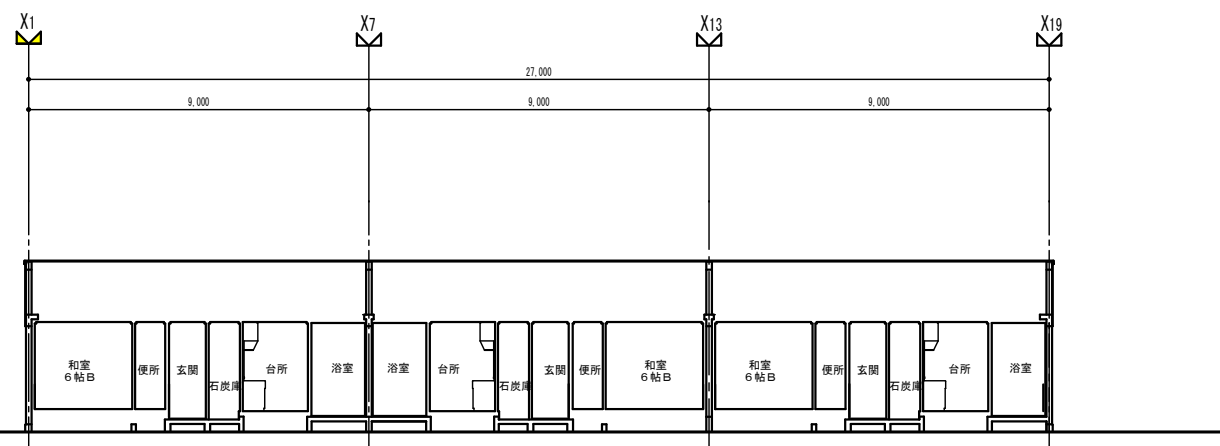 X1
X7
X13
X19
27,000
9,000
9,000
9,000
和室
6帖B
便所
玄関
石炭庫
台所
浴室
浴室
台所
石炭庫
玄関
便所
和室
6帖B
和室
6帖B
便所
玄関
石炭庫
台所
浴室